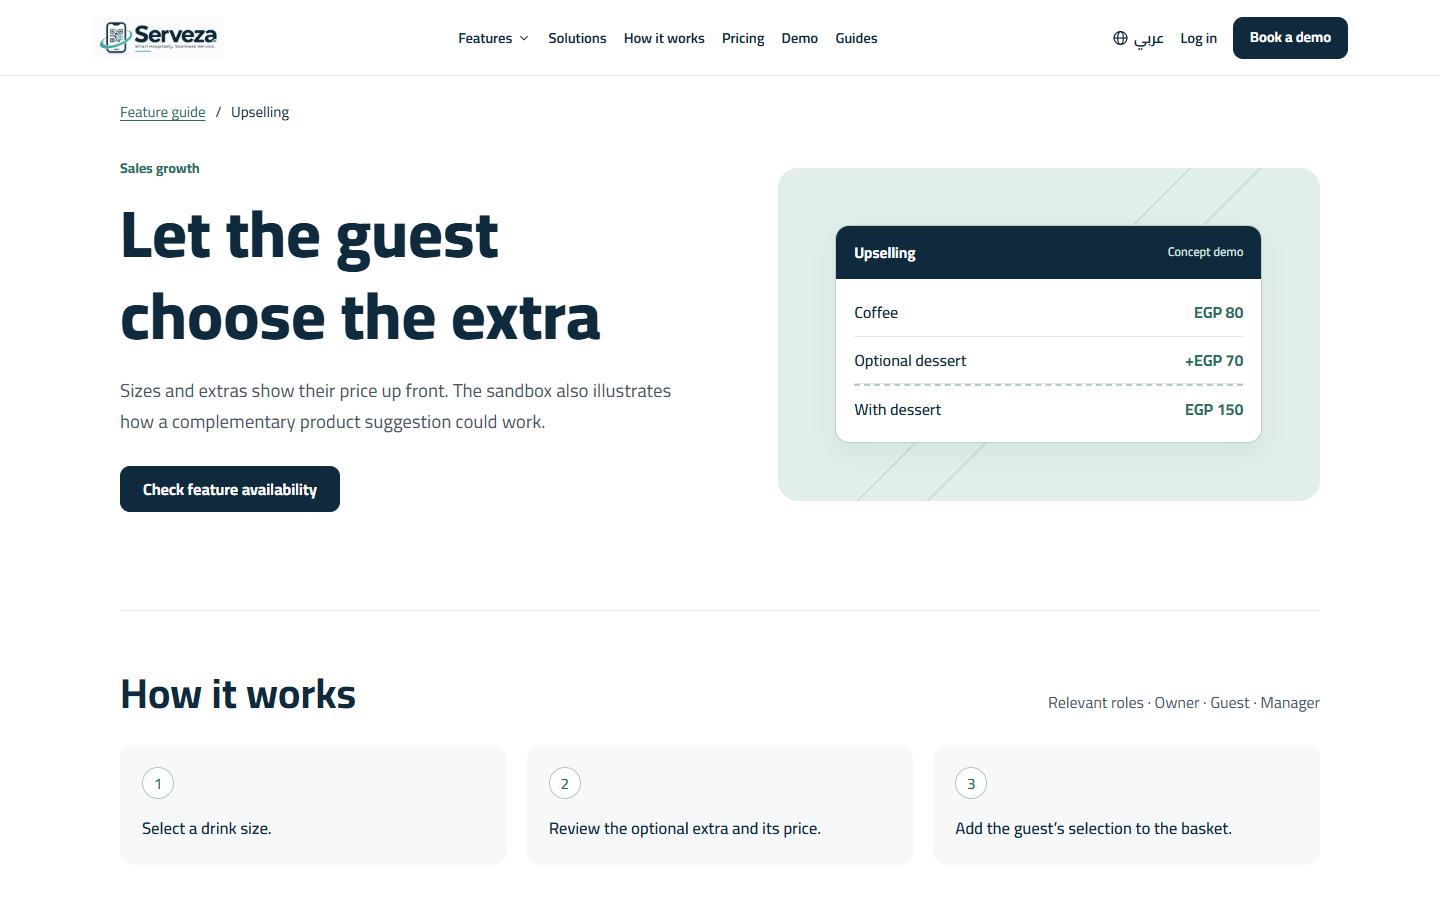 Serveza
Smart Hospitality. Seamless Service.
Features
Solutions
How it works
Pricing
Demo
Guides
عربي
Log in
Book a demo
Feature guide / Upselling
Sales growth
Let the guest
choose the extra
Sizes and extras show their price up front. The sandbox also illustrates
how a complementary product suggestion could work.
Check feature availability
Upselling
Concept demo
Coffee
EGP 80
Optional dessert
+EGP 70
With dessert
EGP 150
How it works
Relevant roles · Owner · Guest · Manager
1
Select a drink size.
2
Review the optional extra and its price.
3
Add the guest’s selection to the basket.